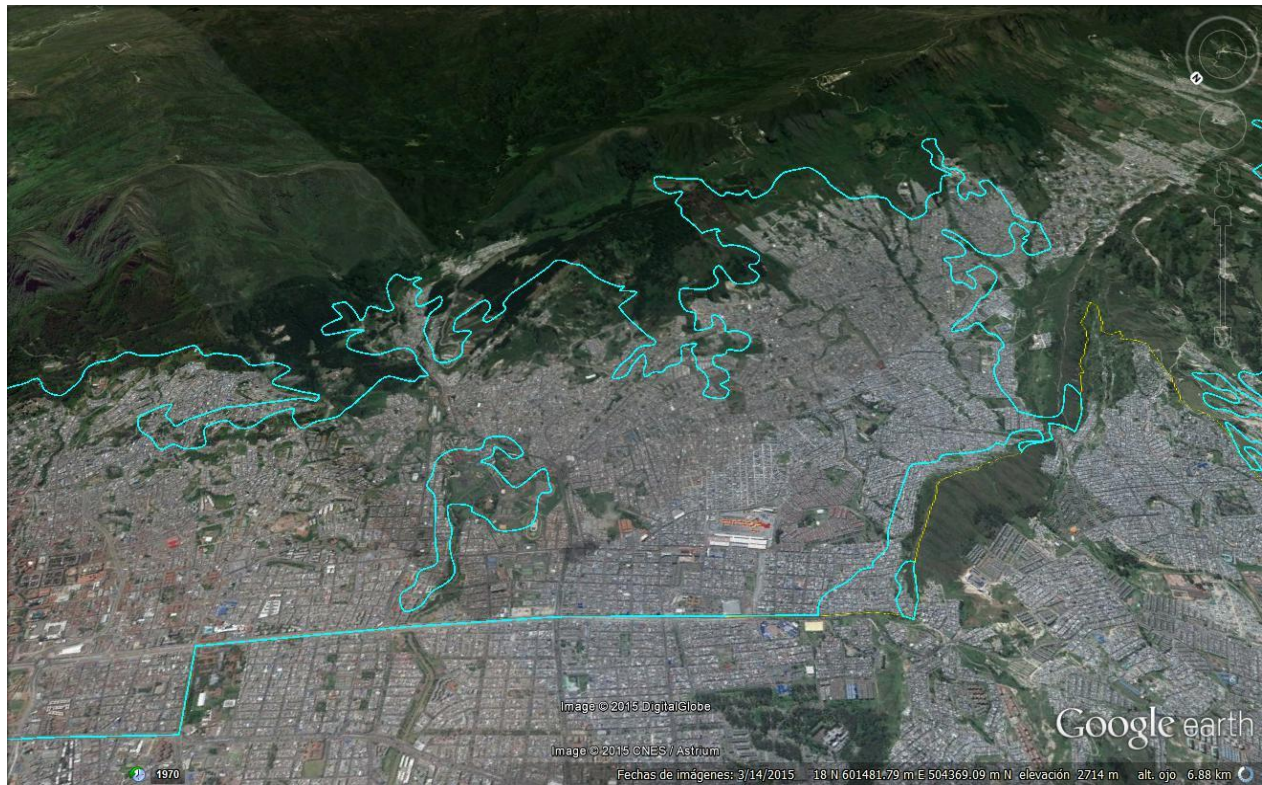 N
Image © 2015 DigitalGlobe
Google earth
Image © 2015 CNES / Astrium
1970
Fechas de imágenes: 3/14/2015 18 N 601481.79 m E 504369.09 m N elevación 2714 m alt. ojo 6.88 km